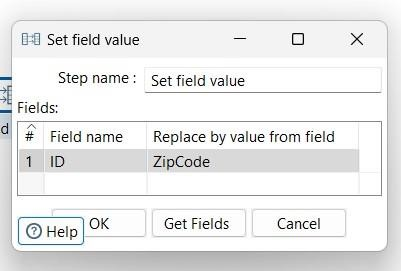 Set field value
Step name : Set field value
Fields:
# Field name Replace by value from field
1 ID ZipCode
OK Get Fields Cancel
Help
d